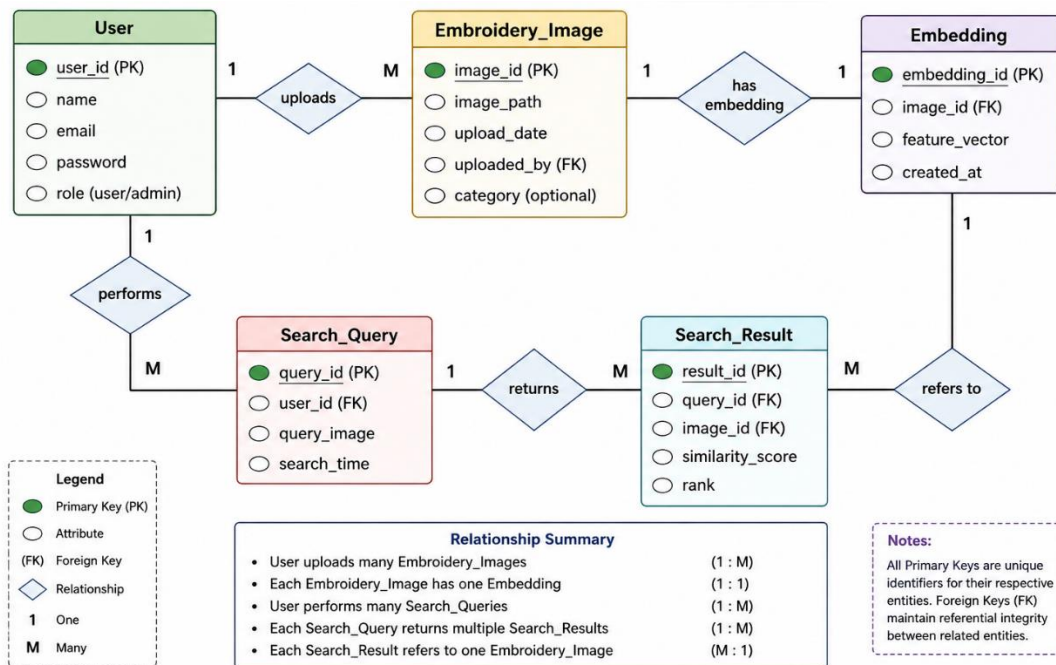 User
user_id (PK)
name
email
password
role (user/admin)
1
uploads
M
Embroidery_Image
image_id (PK)
image_path
upload_date
uploaded_by (FK)
category (optional)
1
has
embedding
1
Embedding
embedding_id (PK)
image_id (FK)
feature_vector
created_at
1
performs
M
Search_Query
query_id (PK)
user_id (FK)
query_image
search_time
1
returns
M
Search_Result
result_id (PK)
query_id (FK)
image_id (FK)
similarity_score
rank
M
refers to
1
Legend
Primary Key (PK)
Attribute
(FK) Foreign Key
Relationship
1 One
M Many
Relationship Summary
• User uploads many Embroidery_Images (1 : M)
• Each Embroidery_Image has one Embedding (1 : 1)
• User performs many Search_Queries (1 : M)
• Each Search_Query returns multiple Search_Results (1 : M)
• Each Search_Result refers to one Embroidery_Image (M : 1)
Notes:
All Primary Keys are unique
identifiers for their respective
entities. Foreign Keys (FK)
maintain referential integrity
between related entities.